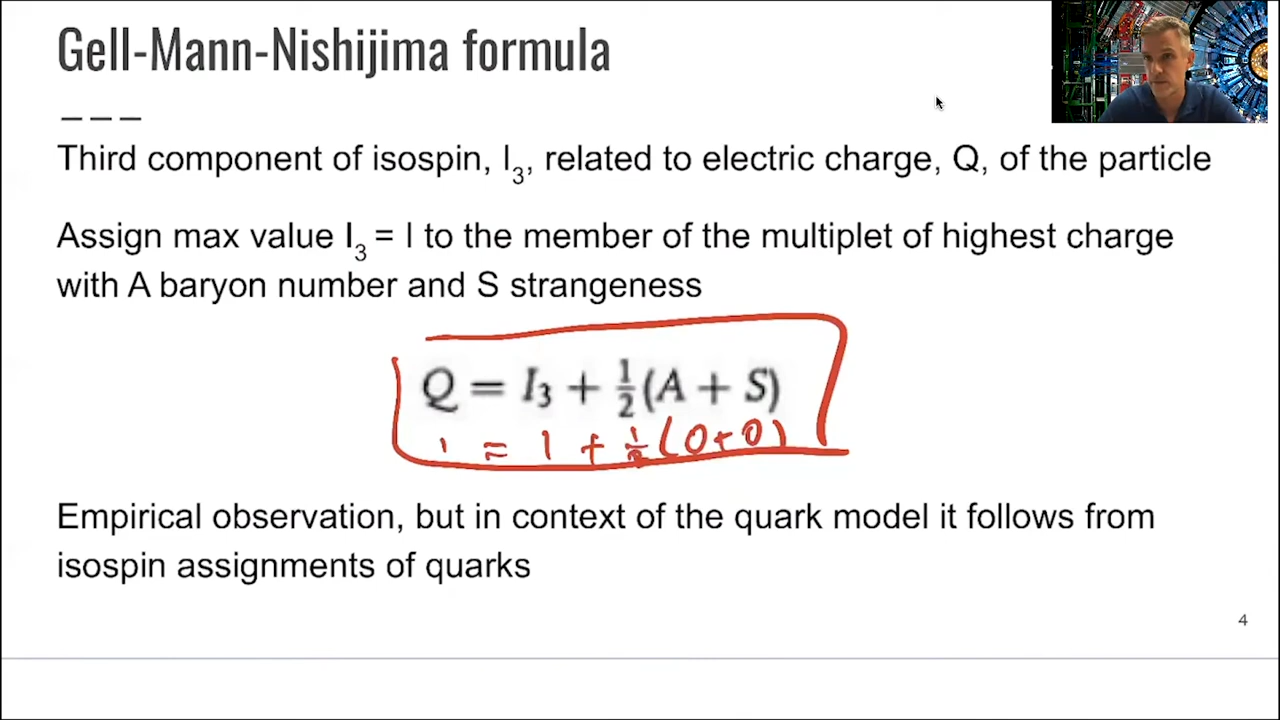 Gell-Mann-Nishijima formula
Third component of isospin, I₃, related to electric charge, Q, of the particle
Assign max value I₃ = I to the member of the multiplet of highest charge
with A baryon number and S strangeness
Q = I₃ + ½(A + S)
1 = 1 + ½(0+0)
Empirical observation, but in context of the quark model it follows from
isospin assignments of quarks
4